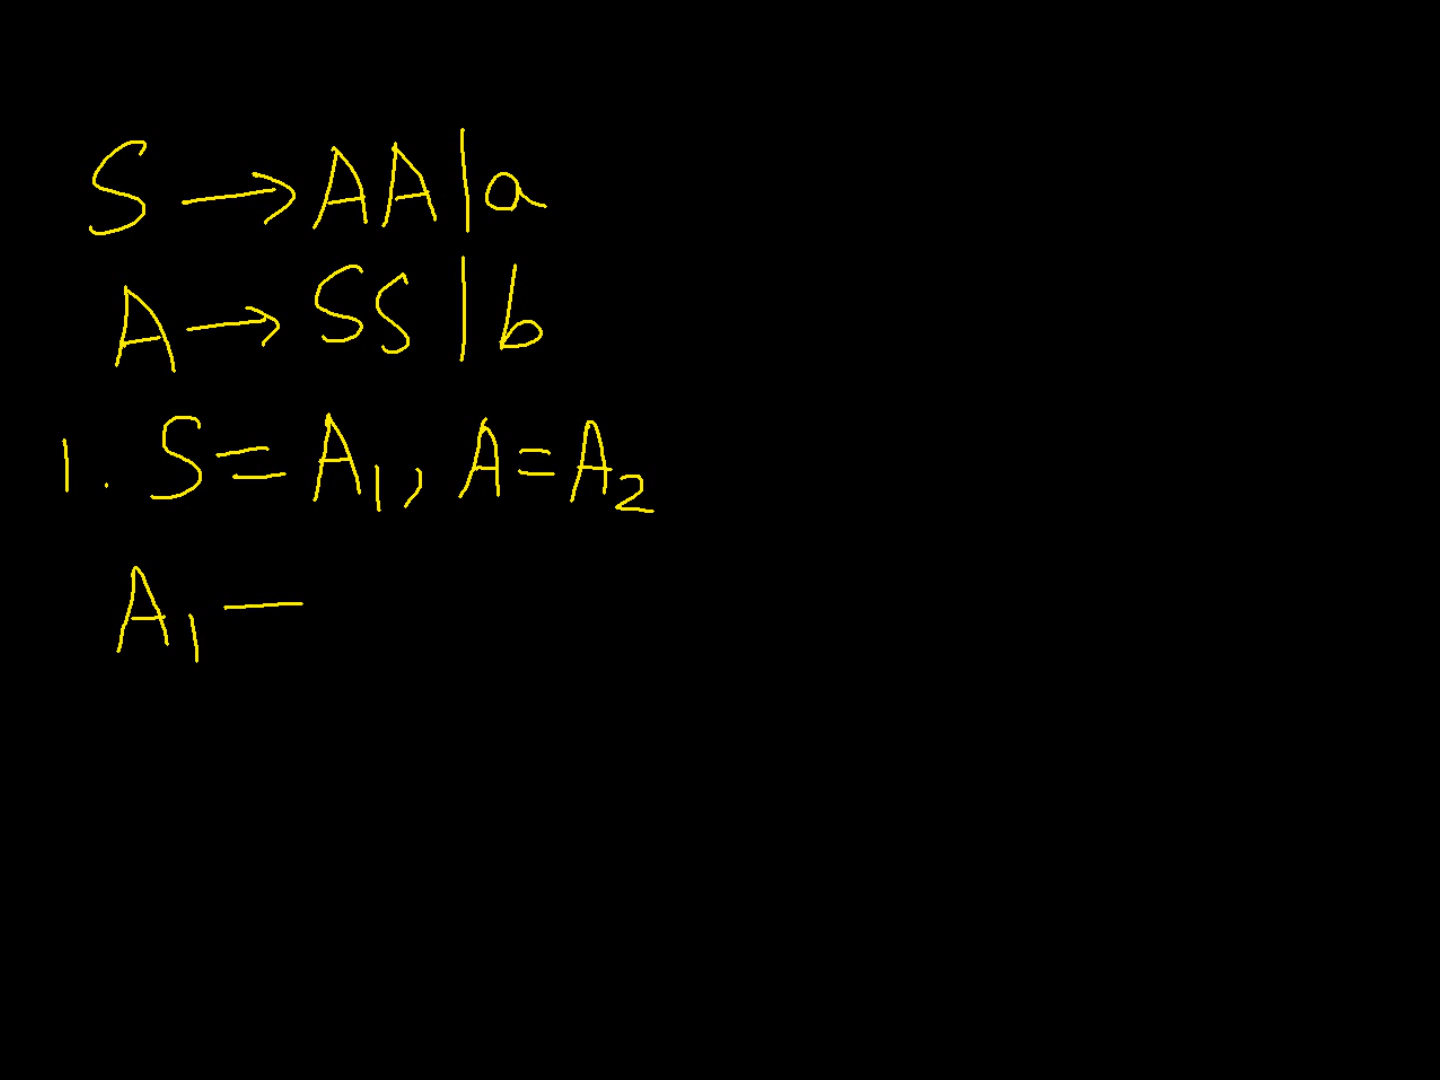 S → AA|a
A → SS|b
1. S = A₁, A = A₂
A₁ —